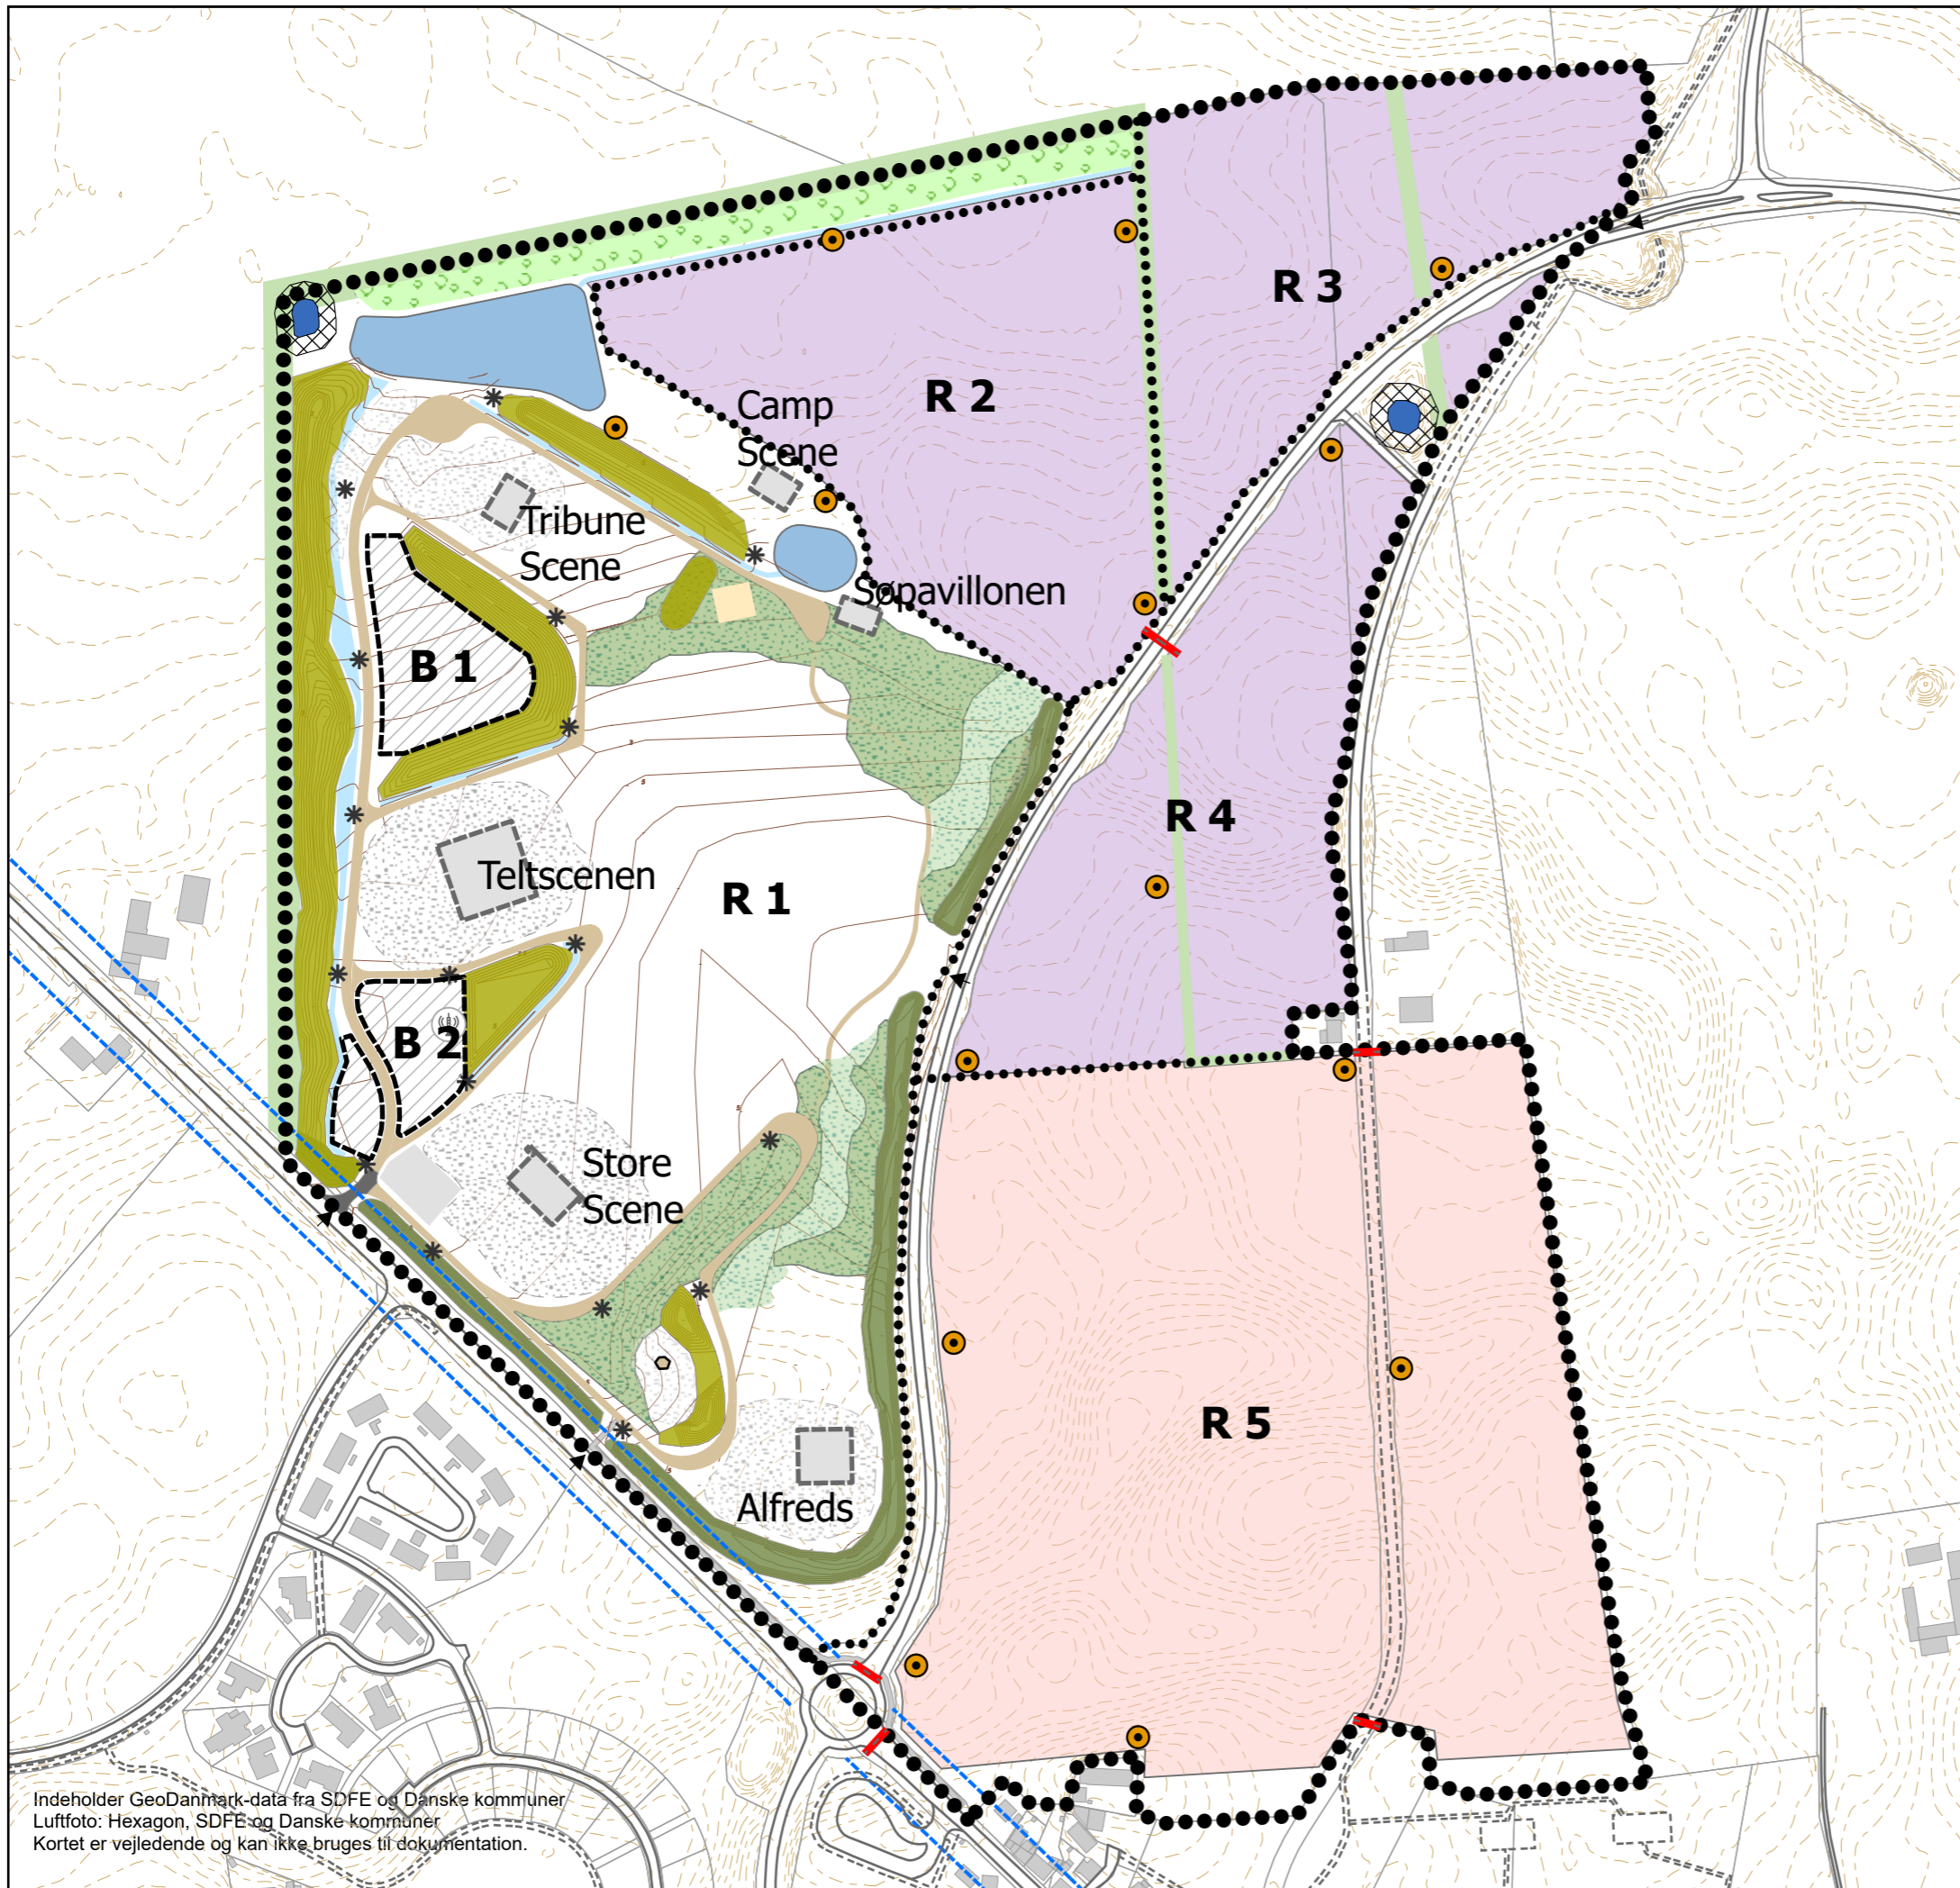 R 3
R 2
Camp
Scene
Tribune
Scene
Søpavillonen
B 1
R 4
Teltscenen
R 1
B 2
Store
Scene
R 5
Alfreds
Indeholder GeoDanmark-data fra SDFE og Danske kommuner
Luftfoto: Hexagon, SDFE og Danske kommuner
Kortet er vejledende og kan ikke bruges til dokumentation.